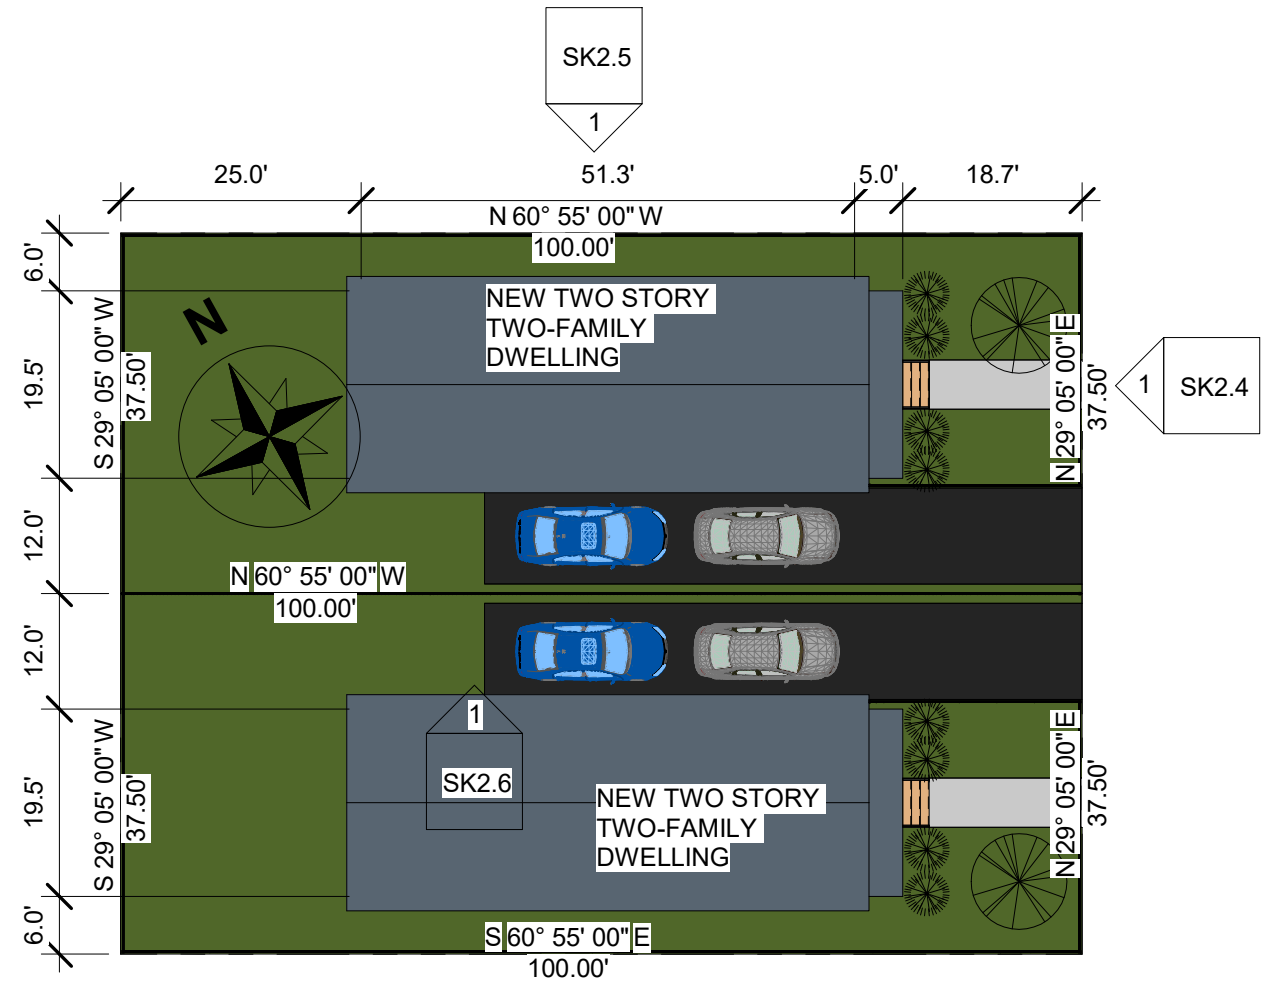 SK2.5
1
25.0'
51.3'
5.0'
18.7'
N 60° 55' 00" W
100.00'
6.0'
19.5'
12.0'
12.0'
19.5'
6.0'
S 29° 05' 00" W
37.50'
N
NEW TWO STORY
TWO-FAMILY
DWELLING
N 29° 05' 00" E
37.50'
1
SK2.4
N 60° 55' 00" W
100.00'
S 29° 05' 00" W
37.50'
1
SK2.6
NEW TWO STORY
TWO-FAMILY
DWELLING
N 29° 05' 00" E
37.50'
S 60° 55' 00" E
100.00'